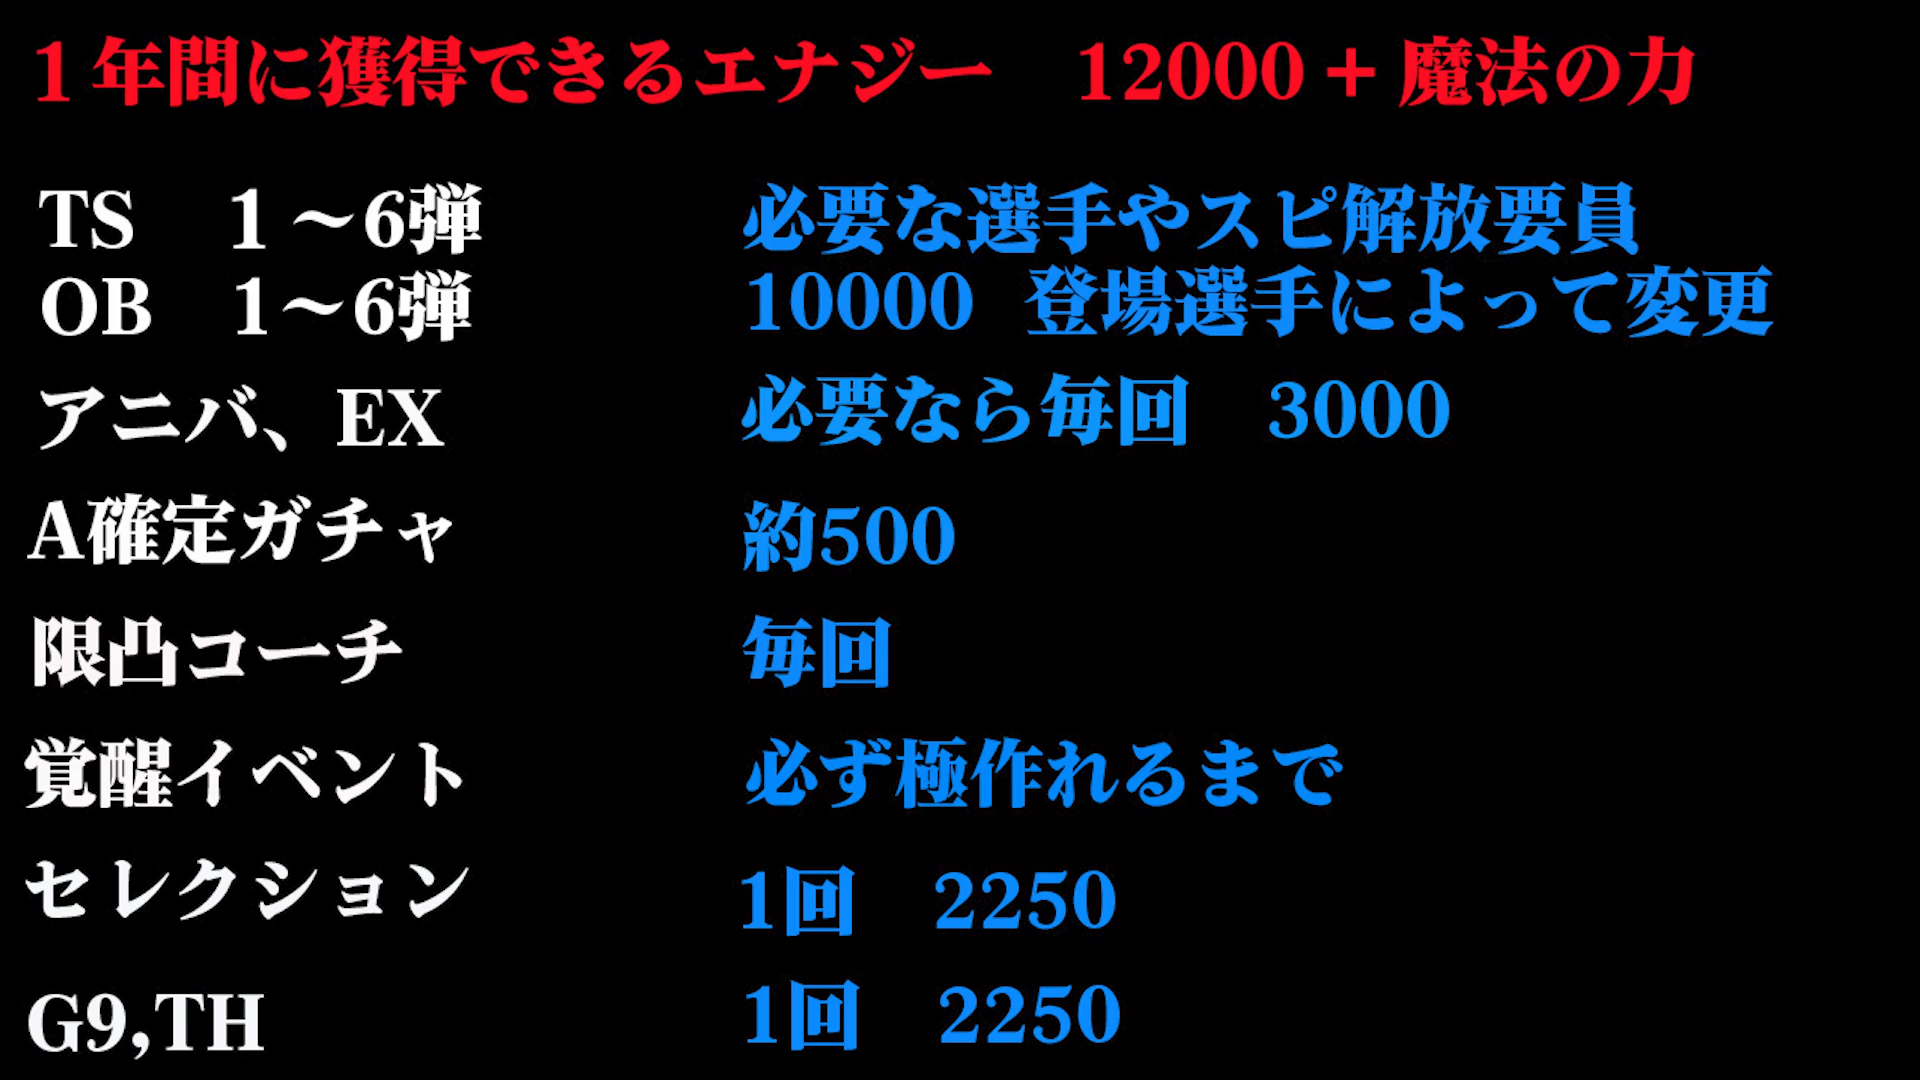 1年間に獲得できるエナジー 12000+魔法の力
TS 1～6弾 必要な選手やスピ解放要員
OB 1～6弾 10000 登場選手によって変更
アニバ、EX 必要なら毎回 3000
A確定ガチャ 約500
限凸コーチ 毎回
覚醒イベント 必ず極作れるまで
セレクション 1回 2250
G9,TH 1回 2250